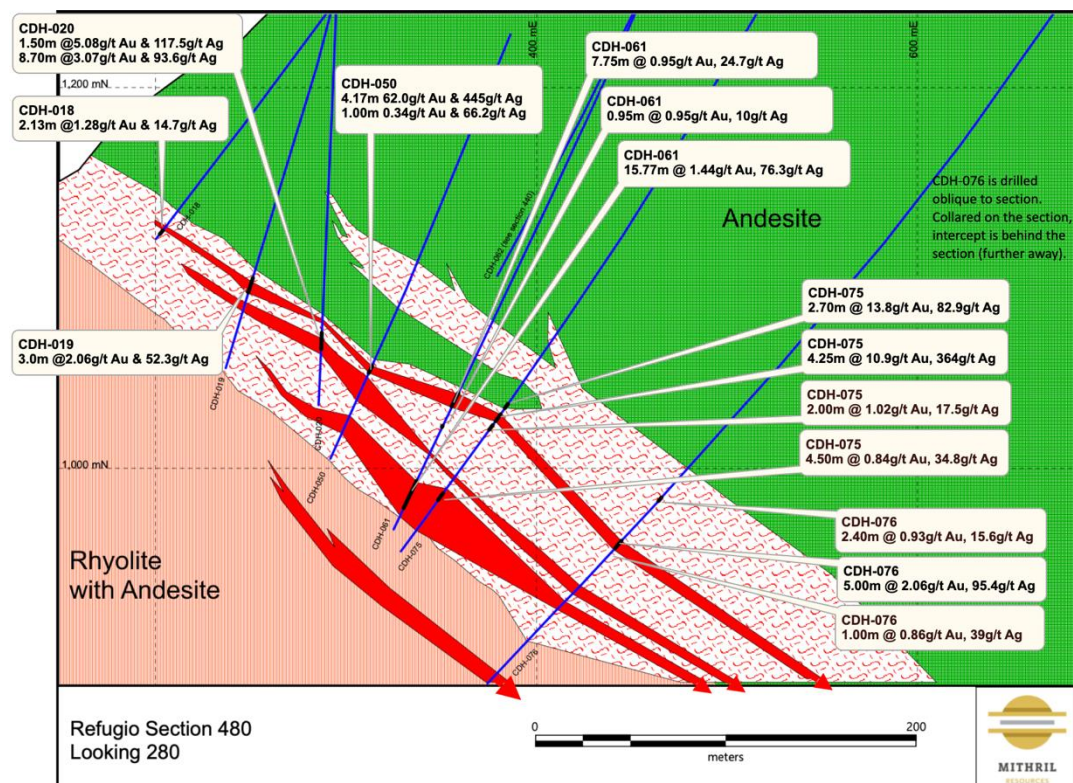 CDH-020
1.50m @5.08g/t Au & 117.5g/t Ag
8.70m @3.07g/t Au & 93.6g/t Ag
CDH-018
2.13m @1.28g/t Au & 14.7g/t Ag
CDH-050
4.17m 62.0g/t Au & 445g/t Ag
1.00m 0.34g/t Au & 66.2g/t Ag
CDH-061
7.75m @ 0.95g/t Au, 24.7g/t Ag
CDH-061
0.95m @ 0.95g/t Au, 10g/t Ag
CDH-061
15.77m @ 1.44g/t Au, 76.3g/t Ag
400 mE
600 mE
1,200 mN
1,000 mN
Andesite
CDH-076 is drilled
oblique to section.
Collared on the section,
intercept is behind the
section (further away).
CDH-018
CDH-062 (see section 440)
CDH-019
3.0m @2.06g/t Au & 52.3g/t Ag
CDH-075
2.70m @ 13.8g/t Au, 82.9g/t Ag
CDH-075
4.25m @ 10.9g/t Au, 364g/t Ag
CDH-075
2.00m @ 1.02g/t Au, 17.5g/t Ag
CDH-075
4.50m @ 0.84g/t Au, 34.8g/t Ag
CDH-076
2.40m @ 0.93g/t Au, 15.6g/t Ag
CDH-076
5.00m @ 2.06g/t Au, 95.4g/t Ag
CDH-076
1.00m @ 0.86g/t Au, 39g/t Ag
CDH-019
CDH-020
CDH-050
CDH-061
CDH-075
CDH-076
Rhyolite
with Andesite
Refugio Section 480
Looking 280
0
200
meters
MITHRIL
RESOURCES